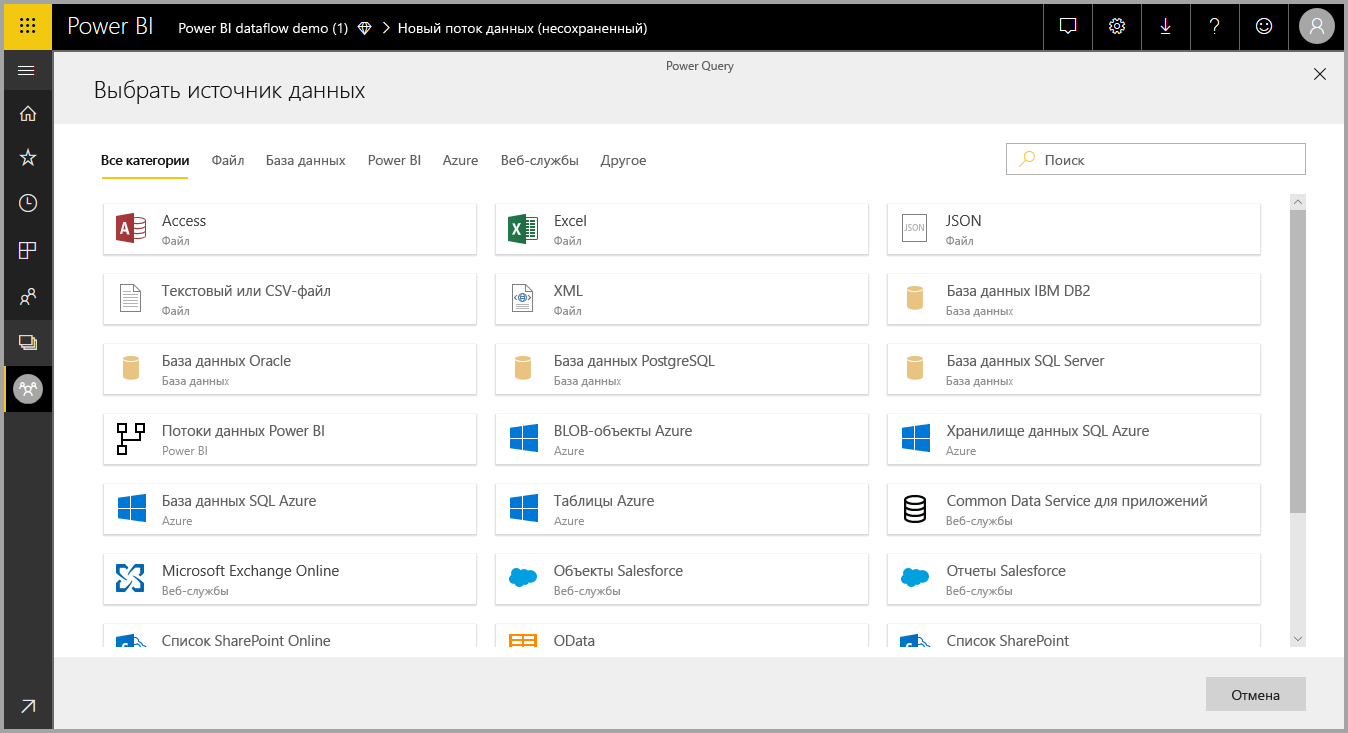 Power BI Power BI dataflow demo (1) Новый поток данных (несохраненный)
Power Query
Выбрать источник данных
Все категории Файл База данных Power BI Azure Веб-службы Другое Поиск
Access Excel JSON JSON
Файл Файл Файл
Текстовый или CSV-файл XML База данных IBM DB2
Файл Файл База данных
База данных Oracle База данных PostgreSQL База данных SQL Server
База данных База данных База данных
Потоки данных Power BI BLOB-объекты Azure Хранилище данных SQL Azure
Power BI Azure Azure
База данных SQL Azure Таблицы Azure Common Data Service для приложений
Azure Azure Веб-службы
Microsoft Exchange Online Объекты Salesforce Отчеты Salesforce
Веб-службы Веб-службы Веб-службы
Список SharePoint Online OData Список SharePoint
Отмена